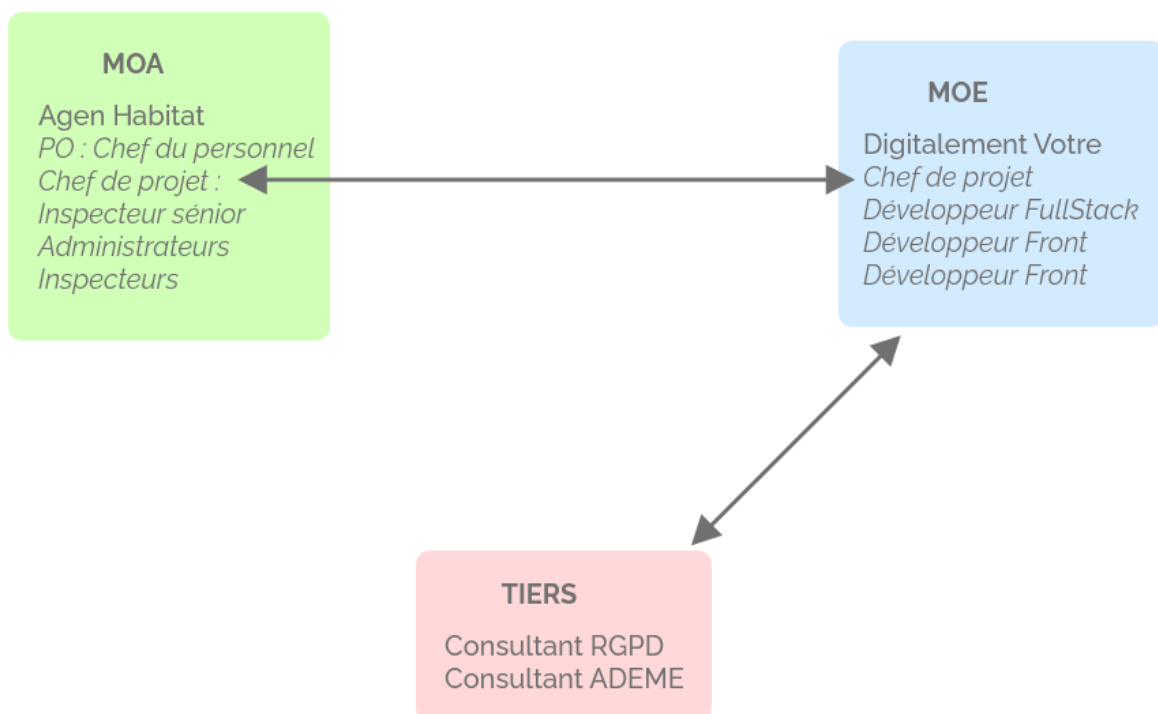 MOA
Agen Habitat
PO : Chef du personnel
Chef de projet :
Inspecteur sénior
Administrateurs
Inspecteurs
MOE
Digitalement Votre
Chef de projet
Développeur FullStack
Développeur Front
Développeur Front
TIERS
Consultant RGPD
Consultant ADEME